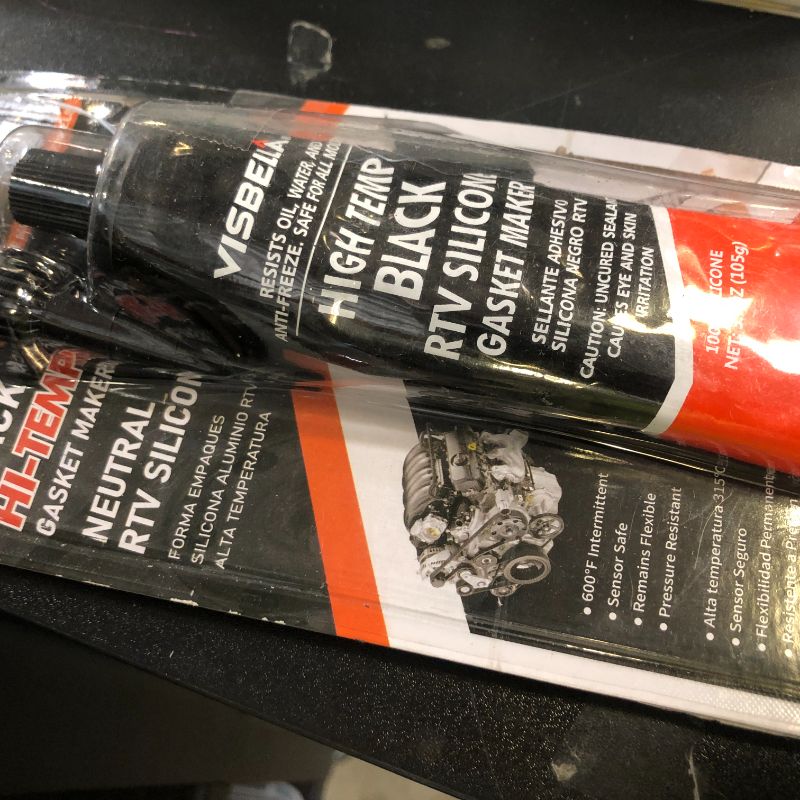 VISBELLA
RESISTS OIL, WATER, AND
ANTI-FREEZE. SAFE FOR ALL
HIGH TEMP
BLACK
RTV SILICONE
GASKET MAKER
SELLANTE ADHESIVO
SILICONA NEGRO RTV
CAUTION: UNCURED
CAUSES EYE AND SKIN
IRRITATION
NET (105g)
HI-TEMP
GASKET MAKER
NEUTRAL
RTV SILICON
FORMA EMPAQUES
SILICONA ALUMINIO RTV
ALTA TEMPERATURA
• 600°F Intermittent
• Sensor Safe
• Remains Flexible
• Pressure Resistant
• Alta temperatura 315°C
• Sensor Seguro
• Flexibilidad Permanente
• Resistente a